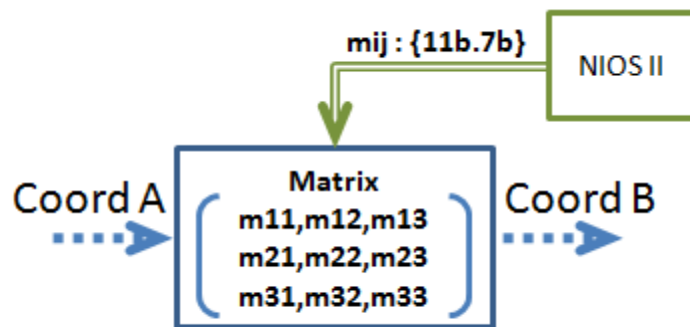 mij : {11b.7b}
NIOS II
Matrix
Coord A
Coord B
m11,m12,m13
m21,m22,m23
m31,m32,m33